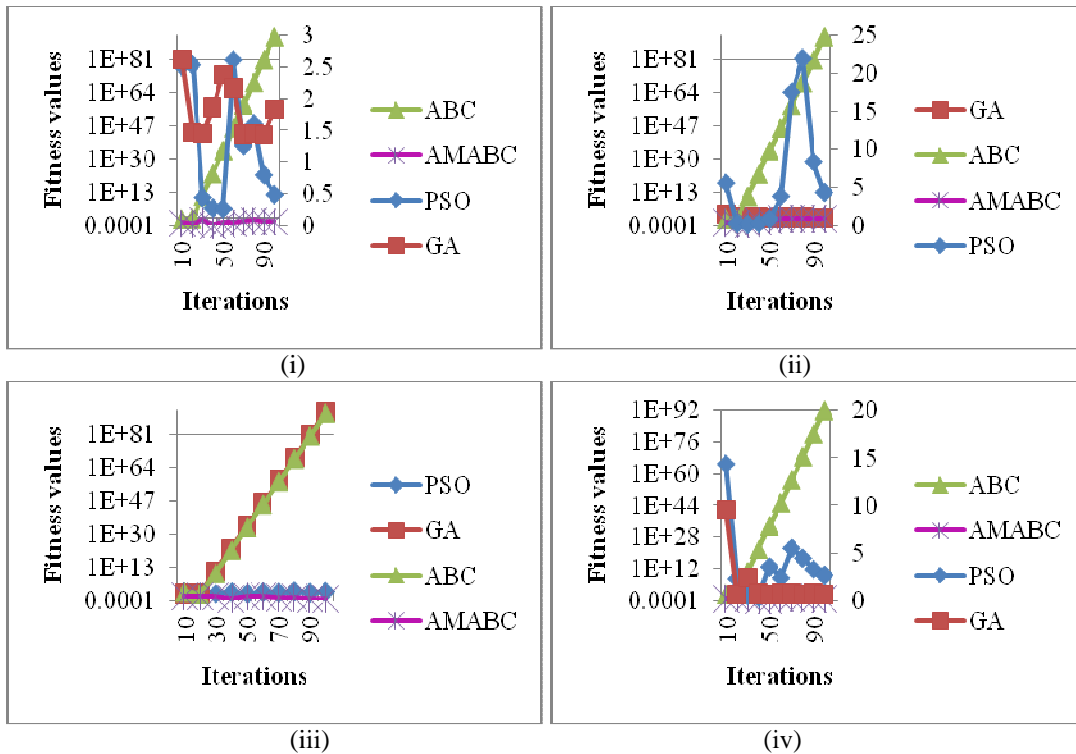 Fitness values
1E+81
1E+64
1E+47
1E+30
1E+13
0.0001
3
2.5
2
1.5
1
0.5
0
10
50
90
Iterations
ABC
AMABC
PSO
GA
(i)
Fitness values
1E+81
1E+64
1E+47
1E+30
1E+13
0.0001
25
20
15
10
5
0
10
50
90
Iterations
GA
ABC
AMABC
PSO
(ii)
Fitness values
1E+81
1E+64
1E+47
1E+30
1E+13
0.0001
10
30
50
70
90
Iterations
PSO
GA
ABC
AMABC
(iii)
Fitness values
1E+92
1E+76
1E+60
1E+44
1E+28
1E+12
0.0001
20
15
10
5
0
10
50
90
Iterations
ABC
AMABC
PSO
GA
(iv)